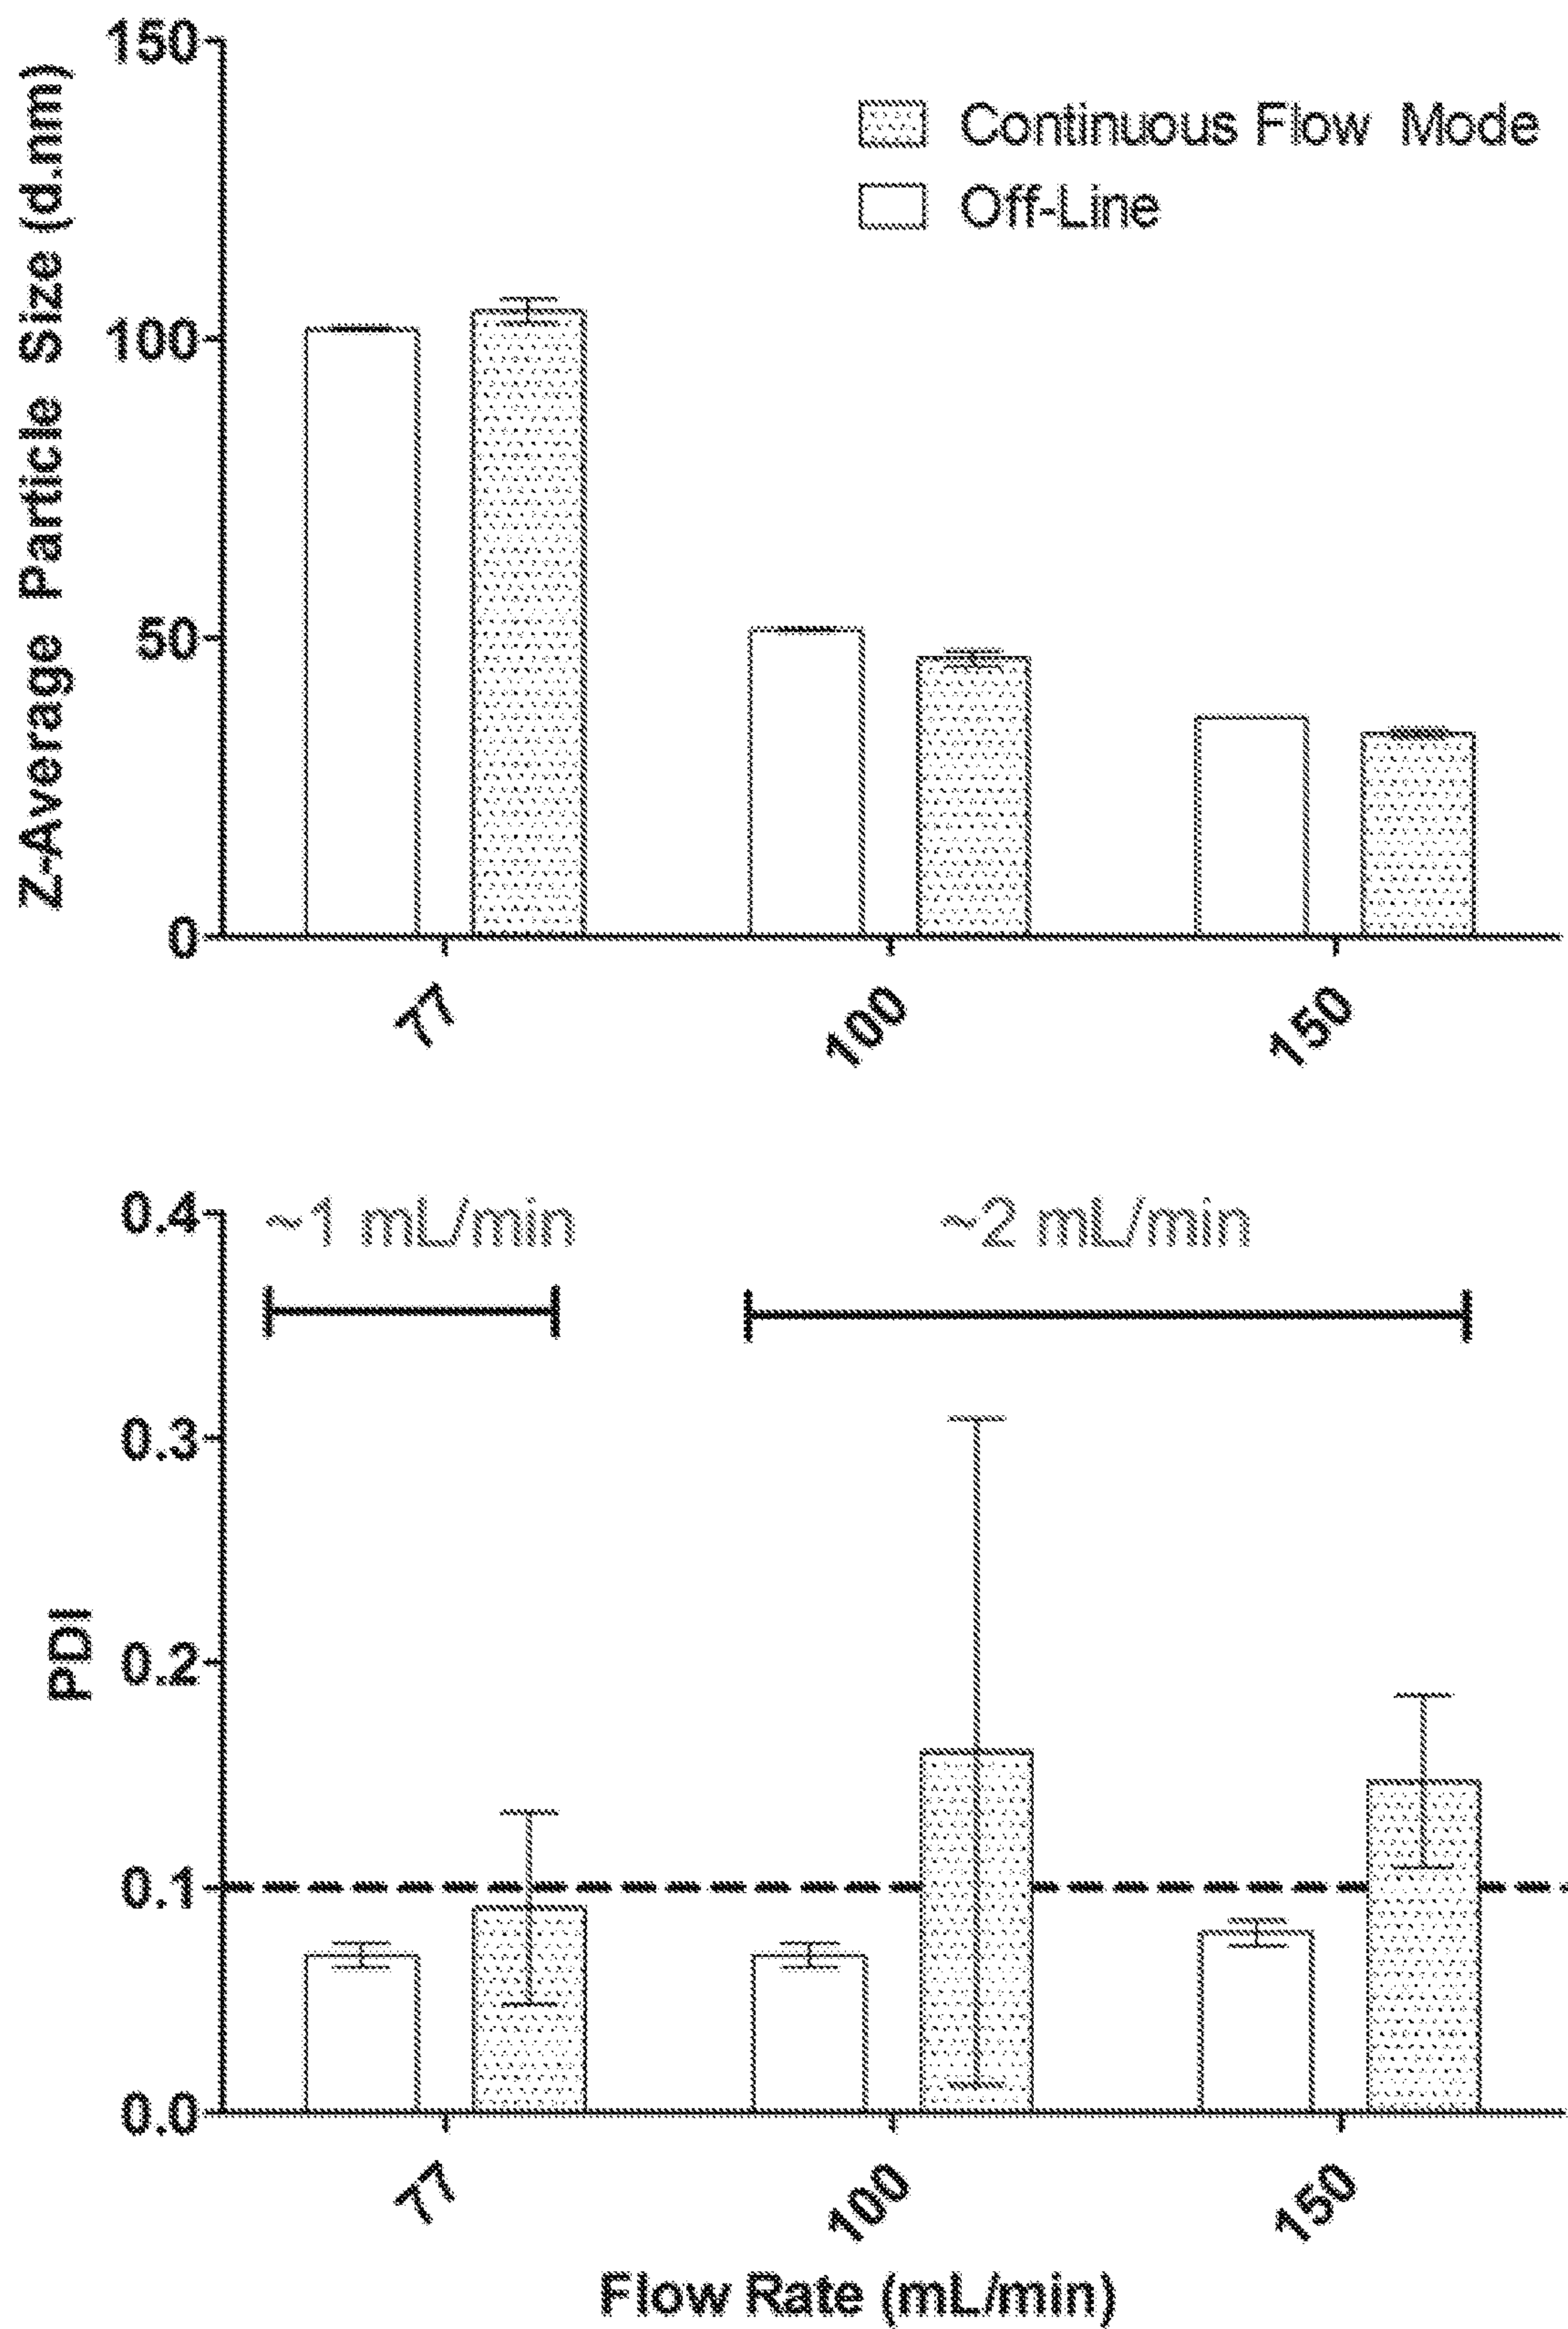 Z-Average Particle Size (d.nm)
150
100
50
0
Continuous Flow Mode
Off-Line
77
100
150
PDI
0.4
0.3
0.2
0.1
0.0
~1 mL/min
~2 mL/min
77
100
150
Flow Rate (mL/min)